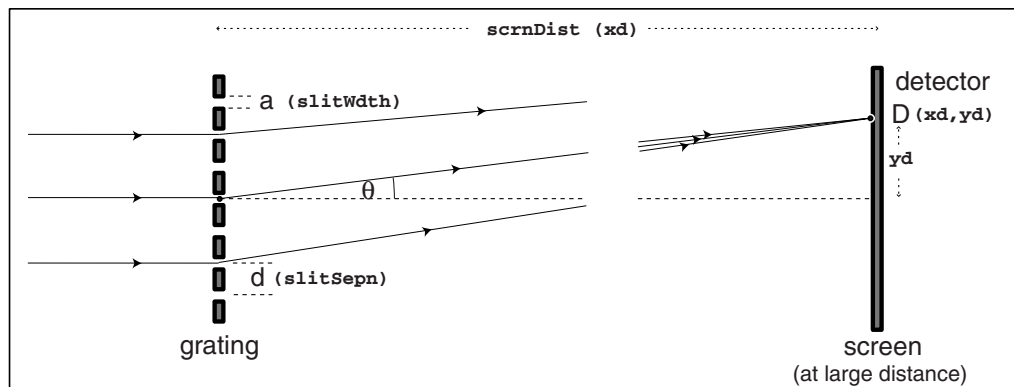 scrnDist (xd)
a (slitWdth)
detector
D (xd,yd)
yd
θ
d (slitSepn)
grating
screen
(at large distance)